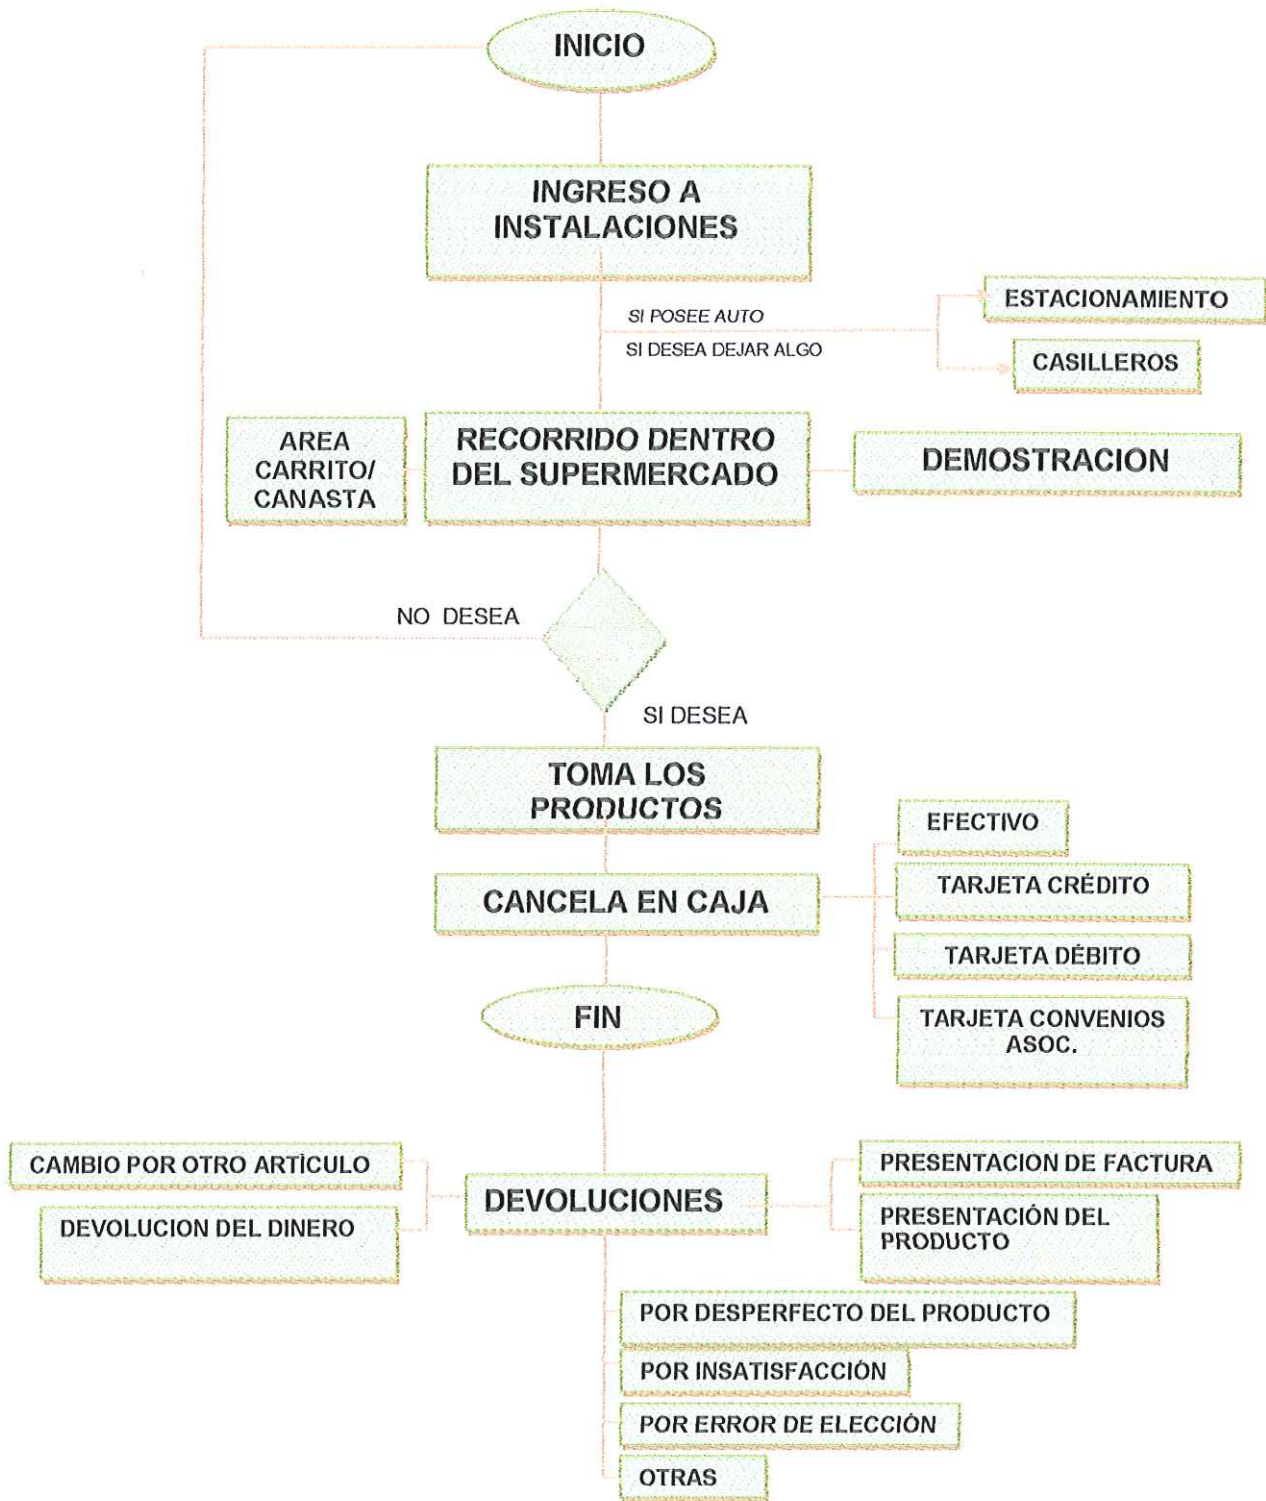 INICIO
INGRESO A
INSTALACIONES
SI POSEE AUTO
SI DESEA DEJAR ALGO
ESTACIONAMIENTO
CASILLEROS
AREA
CARRITO/
CANASTA
RECORRIDO DENTRO
DEL SUPERMERCADO
DEMOSTRACION
NO DESEA
SI DESEA
TOMA LOS
PRODUCTOS
CANCELA EN CAJA
EFECTIVO
TARJETA CRÉDITO
TARJETA DÉBITO
TARJETA CONVENIOS
ASOC.
FIN
CAMBIO POR OTRO ARTÍCULO
DEVOLUCION DEL DINERO
DEVOLUCIONES
PRESENTACION DE FACTURA
PRESENTACIÓN DEL
PRODUCTO
POR DESPERFECTO DEL PRODUCTO
POR INSATISFACCIÓN
POR ERROR DE ELECCIÓN
OTRAS